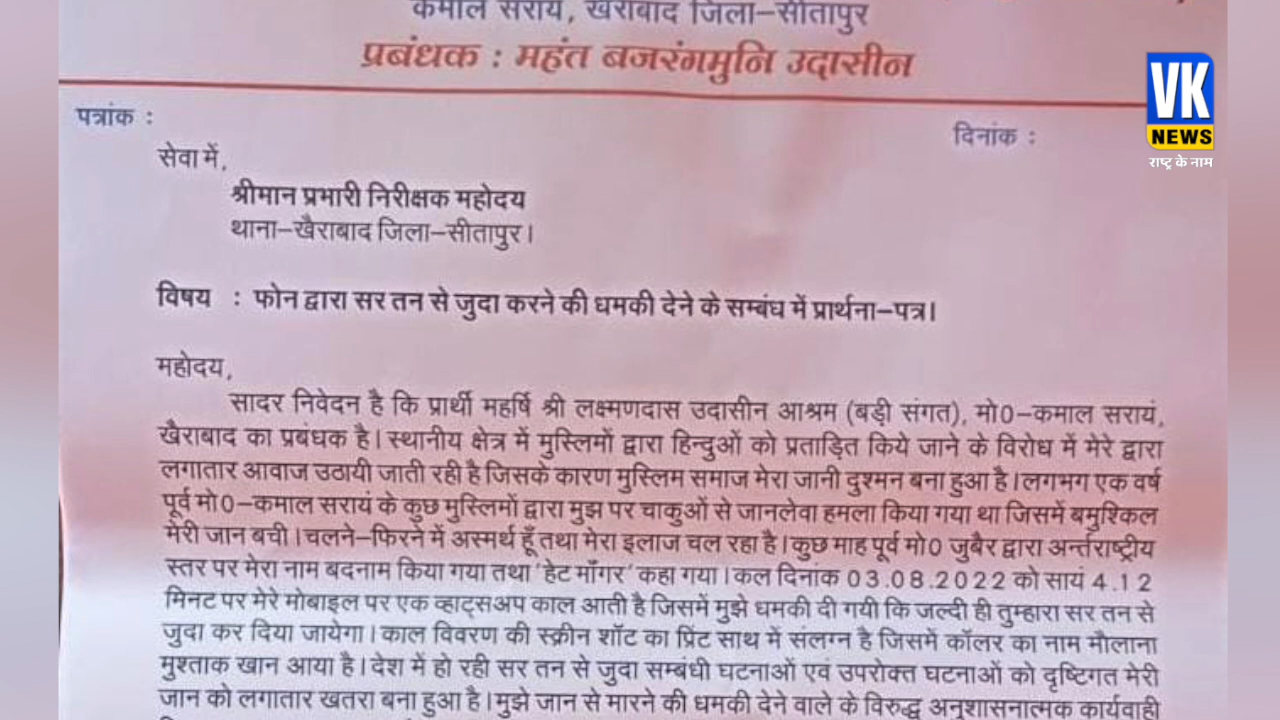 कमाल सरायं, खैराबाद जिला–सीतापुर
प्रबंधक : महंत बजरंगमुनि उदासीन
VK
NEWS
राष्ट्र के नाम
पत्रांक :
दिनांक :
सेवा में,
श्रीमान प्रभारी निरीक्षक महोदय
थाना–खैराबाद जिला–सीतापुर।
विषय : फोन द्वारा सर तन से जुदा करने की धमकी देने के सम्बंध में प्रार्थना–पत्र।
महोदय,
सादर निवेदन है कि प्रार्थी महर्षि श्री लक्ष्मणदास उदासीन आश्रम (बड़ी संगत), मो0–कमाल सरायं,
खैराबाद का प्रबंधक है। स्थानीय क्षेत्र में मुस्लिमों द्वारा हिन्दुओं को प्रताड़ित किये जाने के विरोध में मेरे द्वारा
लगातार आवाज उठायी जाती रही है जिसके कारण मुस्लिम समाज मेरा जानी दुश्मन बना हुआ है। लगभग एक वर्ष
पूर्व मो0–कमाल सरायं के कुछ मुस्लिमों द्वारा मुझ पर चाकुओं से जानलेवा हमला किया गया था जिसमें बमुश्किल
मेरी जान बची। चलने–फिरने में अस्मर्थ हूँ तथा मेरा इलाज चल रहा है। कुछ माह पूर्व मो0 जुबैर द्वारा अर्न्तराष्ट्रीय
स्तर पर मेरा नाम बदनाम किया गया तथा 'हेट मॉंगर' कहा गया। कल दिनांक 03.08.2022 को सायं 4.12
मिनट पर मेरे मोबाइल पर एक व्हाट्सअप काल आती है जिसमें मुझे धमकी दी गयी कि जल्दी ही तुम्हारा सर तन से
जुदा कर दिया जायेगा। काल विवरण की स्क्रीन शॉट का प्रिंट साथ में संलग्न है जिसमें कॉलर का नाम मौलाना
मुश्ताक खान आया है। देश में हो रही सर तन से जुदा सम्बंधी घटनाओं एवं उपरोक्त घटनाओं को दृष्टिगत मेरी
जान को लगातार खतरा बना हुआ है। मुझे जान से मारने की धमकी देने वाले के विरुद्ध अनुशासनात्मक कार्यवाही